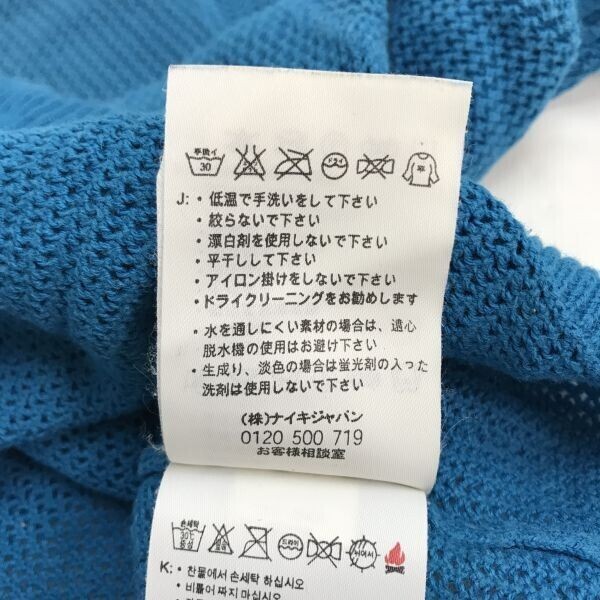 手洗イ
30
ドライ
平
J: ・低温で手洗いをして下さい
・絞らないで下さい
・漂白剤を使用しないで下さい
・平干しして下さい
・アイロン掛けをしないで下さい
・ドライクリーニングをお勧めします
・水を通しにくい素材の場合は、遠心
脱水機の使用はお避け下さい
・生成り、淡色の場合は蛍光剤の入った
洗剤は使用しないで下さい
(株)ナイキジャパン
0120 500 719
お客様相談室
손세탁
30℃
중성
드라이
K: ・찬물에서 손세탁 하십시오
・비틀어 짜지 마십시오